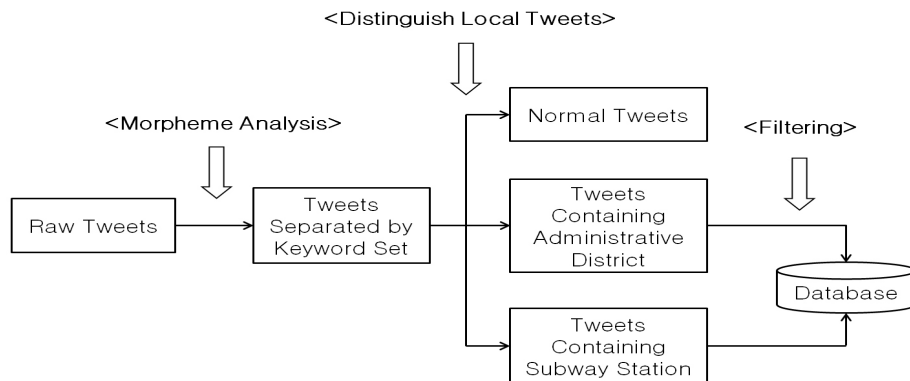 <Distinguish Local Tweets>
<Morpheme Analysis>
Normal Tweets
<Filtering>
Raw Tweets
Tweets
Separated by
Keyword Set
Tweets
Containing
Administrative
District
Database
Tweets
Containing
Subway Station